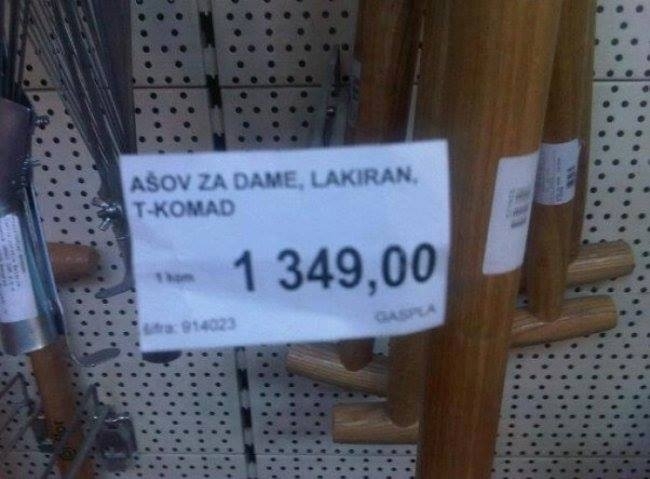 AŠOV ZA DAME, LAKIRAN,
T-KOMAD
1 kom 1 349,00
šifra: 914023 GASPLA